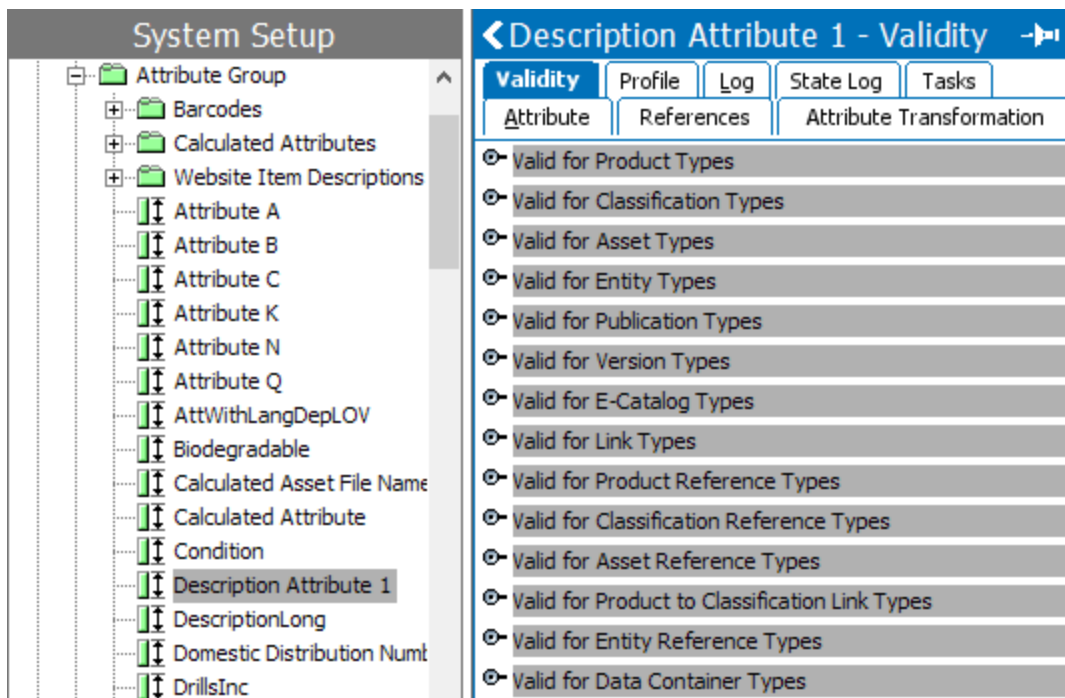 System Setup
Attribute Group
Barcodes
Calculated Attributes
Website Item Descriptions
Attribute A
Attribute B
Attribute C
Attribute K
Attribute N
Attribute Q
AttWithLangDepLOV
Biodegradable
Calculated Asset File Name
Calculated Attribute
Condition
Description Attribute 1
DescriptionLong
Domestic Distribution Numb
DrillsInc
Description Attribute 1 - Validity
Validity Profile Log State Log Tasks
Attribute References Attribute Transformation
Valid for Product Types
Valid for Classification Types
Valid for Asset Types
Valid for Entity Types
Valid for Publication Types
Valid for Version Types
Valid for E-Catalog Types
Valid for Link Types
Valid for Product Reference Types
Valid for Classification Reference Types
Valid for Asset Reference Types
Valid for Product to Classification Link Types
Valid for Entity Reference Types
Valid for Data Container Types